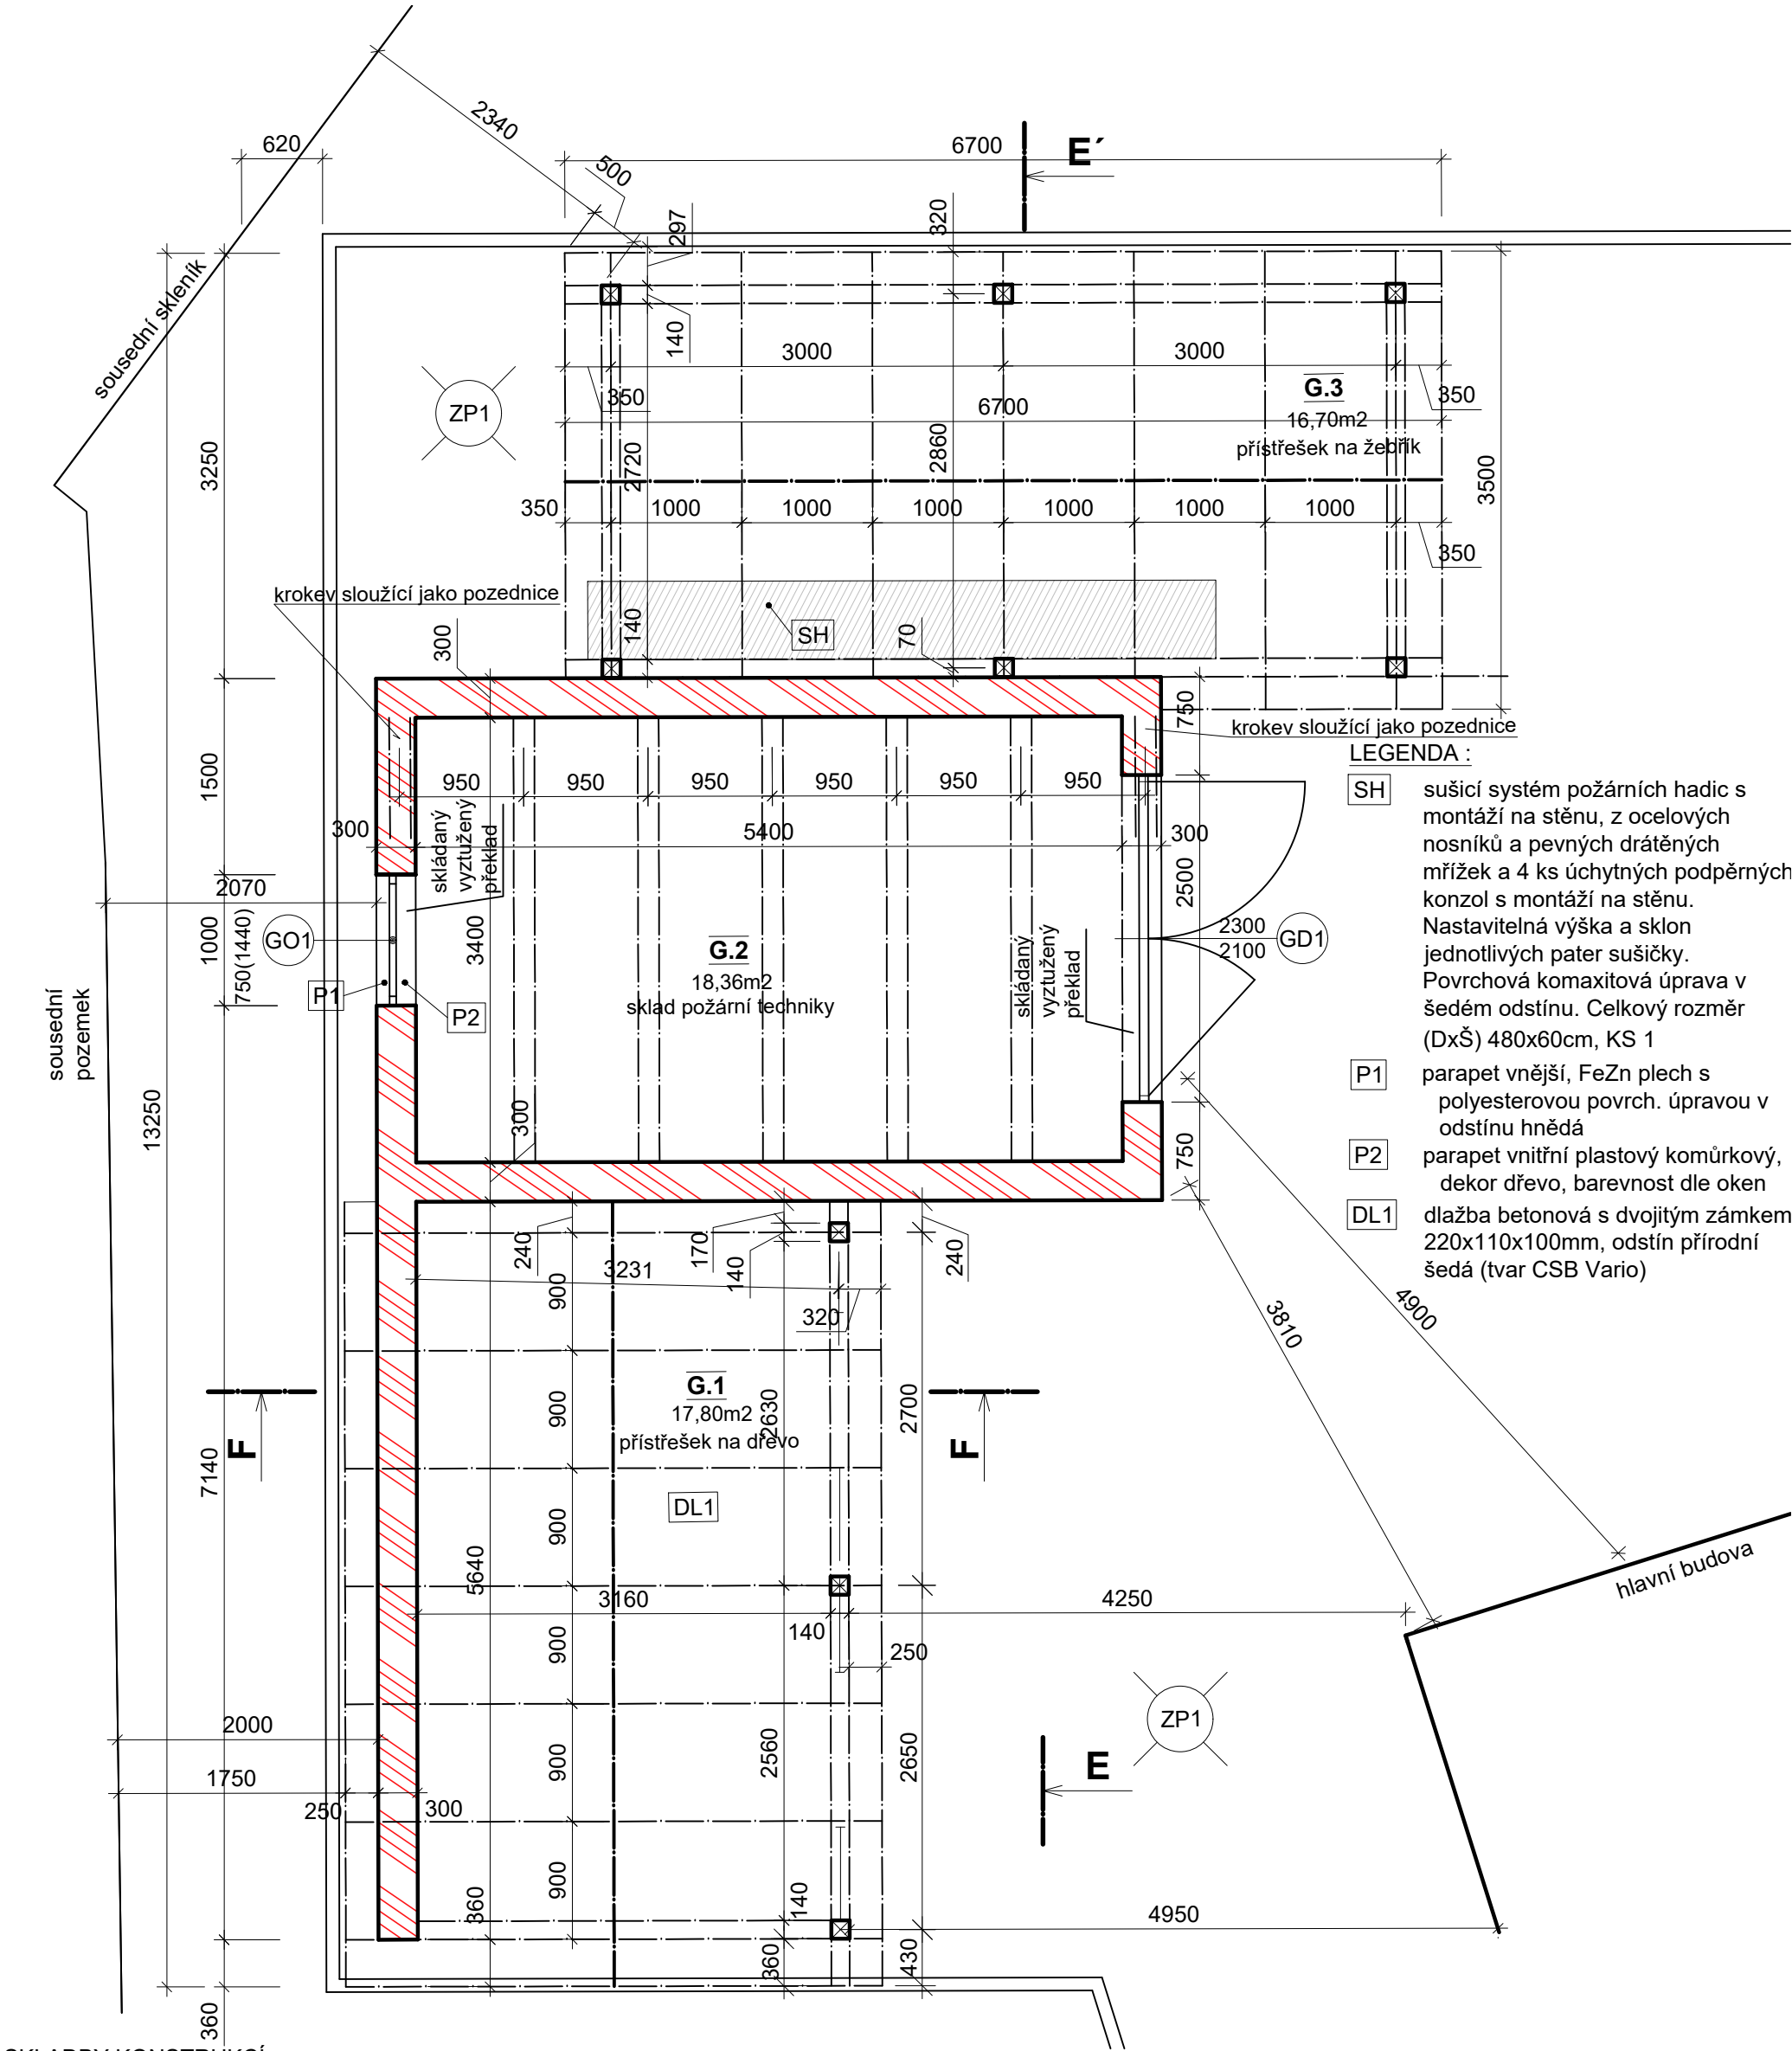 2340
620
500
6700
E´
297
320
sousední skleník
140
3000
3000
G.3
350
350
6700
16,70m2
přístřešek na žebřík
ZP1
3250
2720
2860
3500
350
1000
1000
1000
1000
1000
1000
350
krokev sloužící jako pozednice
300
140
SH
70
750
krokev sloužící jako pozednice
1500
950
950
950
950
950
950
300
5400
300
skládaný
vyztužený
překlad
2070
2500
1000
750(1440)
GO1
3400
G.2
18,36m2
sklad požární techniky
skládaný
vyztužený
překlad
2300
2100
GD1
P1
P2
sousední
pozemek
13250
300
750
LEGENDA :
SH
sušicí systém požárních hadic s
montáží na stěnu, z ocelových
nosníků a pevných drátěných
mřížek a 4 ks úchytných podpěrných
konzol s montáží na stěnu.
Nastavitelná výška a sklon
jednotlivých pater sušičky.
Povrchová komaxitová úprava v
šedém odstínu. Celkový rozměr
(DxŠ) 480x60cm, KS 1
P1
parapet vnější, FeZn plech s
polyesterovou povrch. úpravou v
odstínu hnědá
P2
parapet vnitřní plastový komůrkový,
dekor dřevo, barevnost dle oken
DL1
dlažba betonová s dvojitým zámkem
220x110x100mm, odstín přírodní
šedá (tvar CSB Vario)
240
170
140
240
3231
900
320
3810
4900
G.1
17,80m2
přístřešek na dřevo
900
2630
2700
F
F
7140
DL1
900
5640
3160
4250
hlavní budova
140
900
250
ZP1
2000
2560
2650
900
E
1750
250
300
900
360
140
4950
360
430
360